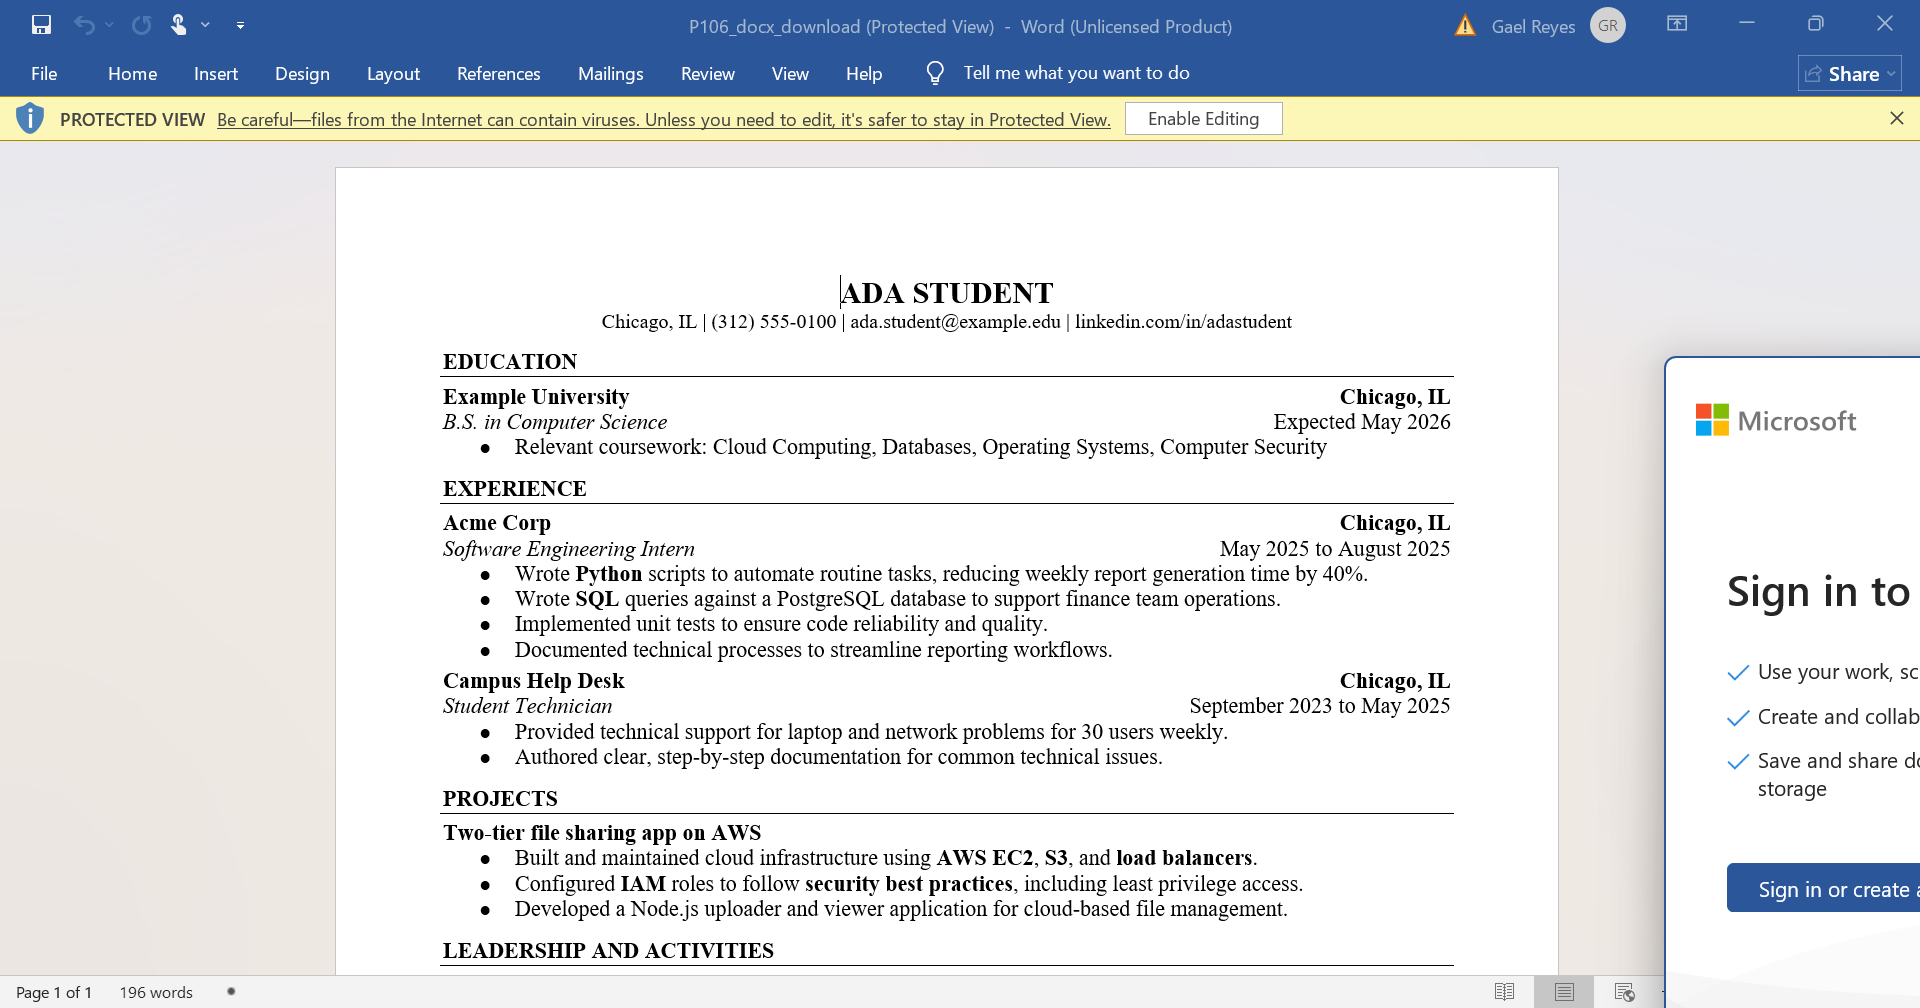 P106_docx_download (Protected View) - Word (Unlicensed Product)
Gael Reyes
GR
File Home Insert Design Layout References Mailings Review View Help Tell me what you want to do
Share
PROTECTED VIEW Be careful—files from the Internet can contain viruses. Unless you need to edit, it's safer to stay in Protected View. Enable Editing
ADA STUDENT
Chicago, IL | (312) 555-0100 | ada.student@example.edu | linkedin.com/in/adastudent
EDUCATION
Example University Chicago, IL
B.S. in Computer Science Expected May 2026
● Relevant coursework: Cloud Computing, Databases, Operating Systems, Computer Security
EXPERIENCE
Acme Corp Chicago, IL
Software Engineering Intern May 2025 to August 2025
● Wrote Python scripts to automate routine tasks, reducing weekly report generation time by 40%.
● Wrote SQL queries against a PostgreSQL database to support finance team operations.
● Implemented unit tests to ensure code reliability and quality.
● Documented technical processes to streamline reporting workflows.
Campus Help Desk Chicago, IL
Student Technician September 2023 to May 2025
● Provided technical support for laptop and network problems for 30 users weekly.
● Authored clear, step-by-step documentation for common technical issues.
PROJECTS
Two-tier file sharing app on AWS
● Built and maintained cloud infrastructure using AWS EC2, S3, and load balancers.
● Configured IAM roles to follow security best practices, including least privilege access.
● Developed a Node.js uploader and viewer application for cloud-based file management.
LEADERSHIP AND ACTIVITIES
Microsoft
Sign in to
Use your work, sc
Create and collab
Save and share do
storage
Sign in or create a
Page 1 of 1 196 words